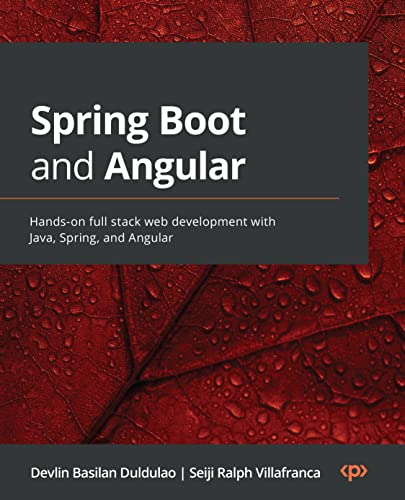 Spring Boot
and Angular
Hands-on full stack web development with
Java, Spring, and Angular
Devlin Basilan Duldulao | Seiji Ralph Villafranca
<p>